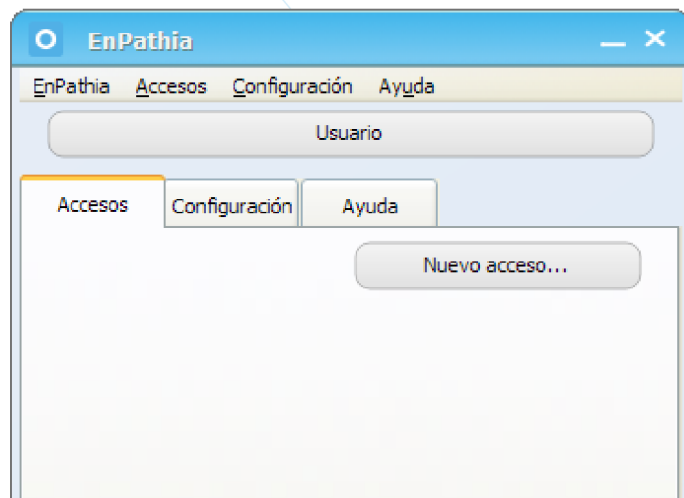 EnPathia
EnPathia Accesos Configuración Ayuda
Usuario
Accesos Configuración Ayuda
Nuevo acceso...